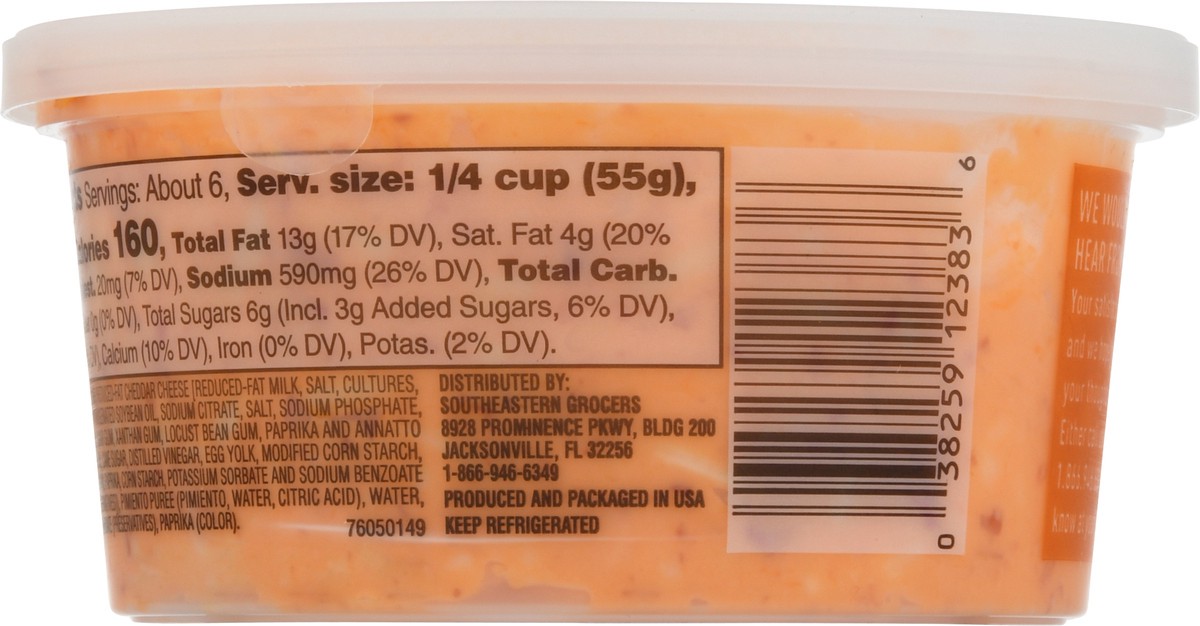 Servings: About 6, Serv. size: 1/4 cup (55g),
160, Total Fat 13g (17% DV), Sat. Fat 4g (20%
20mg (7% DV), Sodium 590mg (26% DV), Total Carb.
(0% DV), Total Sugars 6g (Incl. 3g Added Sugars, 6% DV),
Calcium (10% DV), Iron (0% DV), Potas. (2% DV).
CHEDDAR CHEESE [REDUCED-FAT MILK, SALT, CULTURES,
SOYBEAN OIL, SODIUM CITRATE, SALT, SODIUM PHOSPHATE,
XANTHAN GUM, LOCUST BEAN GUM, PAPRIKA AND ANNATTO
SUGAR, DISTILLED VINEGAR, EGG YOLK, MODIFIED CORN STARCH,
CORN STARCH, POTASSIUM SORBATE AND SODIUM BENZOATE
PIMIENTO PUREE (PIMIENTO, WATER, CITRIC ACID), WATER,
PAPRIKA (COLOR).
76050149
DISTRIBUTED BY:
SOUTHEASTERN GROCERS
8928 PROMINENCE PKWY, BLDG 200
JACKSONVILLE, FL 32256
1-866-946-6349
PRODUCED AND PACKAGED IN USA
KEEP REFRIGERATED
0 38259 12383 6
WE
HEAR
Your
and we
your
Either
know